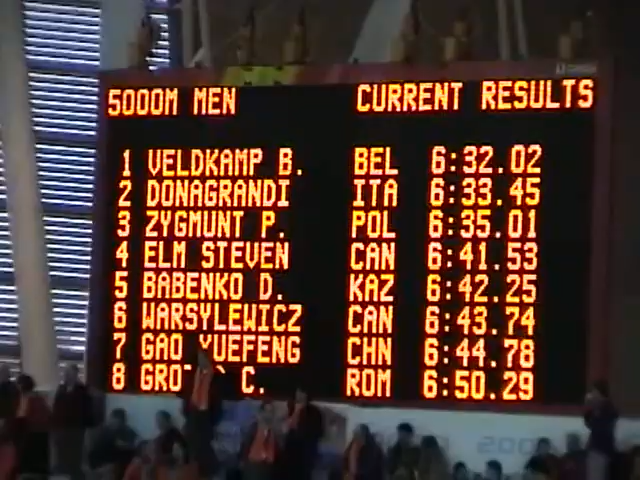 5000M MEN CURRENT RESULTS
1 VELDKAMP B. BEL 6:32.02
2 DONAGRANDI ITA 6:33.45
3 ZYGMUNT P. POL 6:35.01
4 ELM STEVEN CAN 6:41.53
5 BABENKO D. KAZ 6:42.25
6 WARSYLEWICZ CAN 6:43.74
7 GAO YUEFENG CHN 6:44.78
8 C. ROM 6:50.29